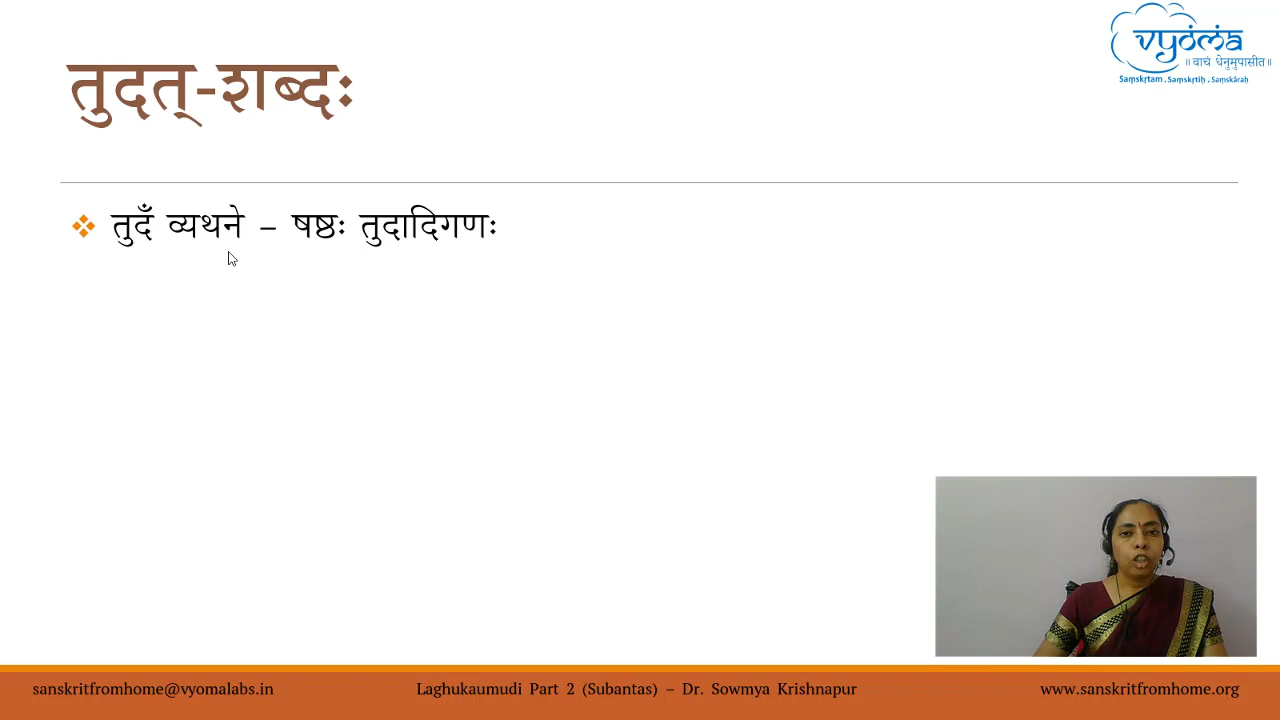 तुदत्-शब्दः
vyoma
॥ वाचं धेनुमुपासीत॥
Saṃskṛtam . Saṃskṛtiḥ . Saṃskāraḥ
तुदँ व्यथने – षष्ठः तुदादिगणः
sanskritfromhome@vyomalabs.in
Laghukaumudi Part 2 (Subantas) – Dr. Sowmya Krishnapur
www.sanskritfromhome.org